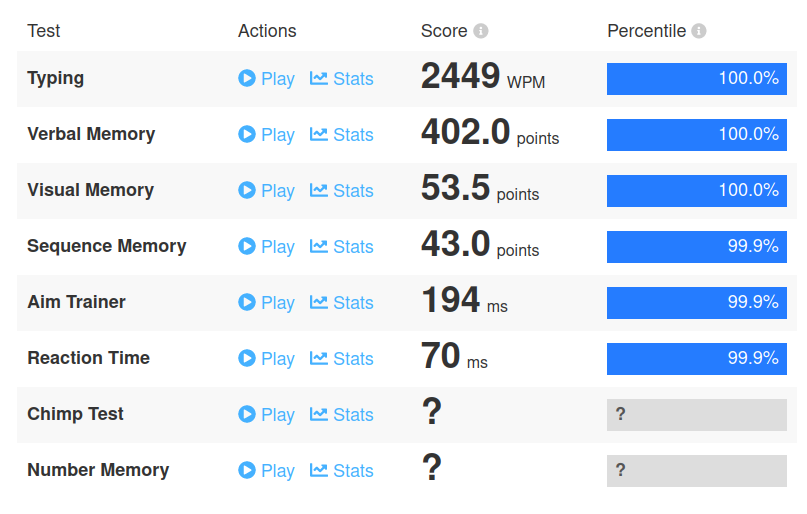 Test Actions Score Percentile
Typing Play Stats 2449 WPM 100.0%
Verbal Memory Play Stats 402.0 points 100.0%
Visual Memory Play Stats 53.5 points 100.0%
Sequence Memory Play Stats 43.0 points 99.9%
Aim Trainer Play Stats 194 ms 99.9%
Reaction Time Play Stats 70 ms 99.9%
Chimp Test Play Stats ? ?
Number Memory Play Stats ? ?